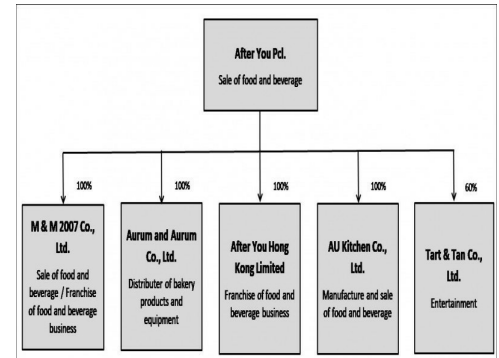 After You Pcl.
Sale of food and beverage
100%
100%
100%
100%
60%
M & M 2007 Co.,
Ltd.
Sale of food and
beverage / Franchise
of food and beverage
business
Aurum and Aurum
Co., Ltd.
Distributer of bakery
products and
equipment
After You Hong
Kong Limited
Franchise of food and
beverage business
AU Kitchen Co.,
Ltd.
Manufacture and sale
of food and beverage
Tart & Tan Co.,
Ltd.
Entertainment